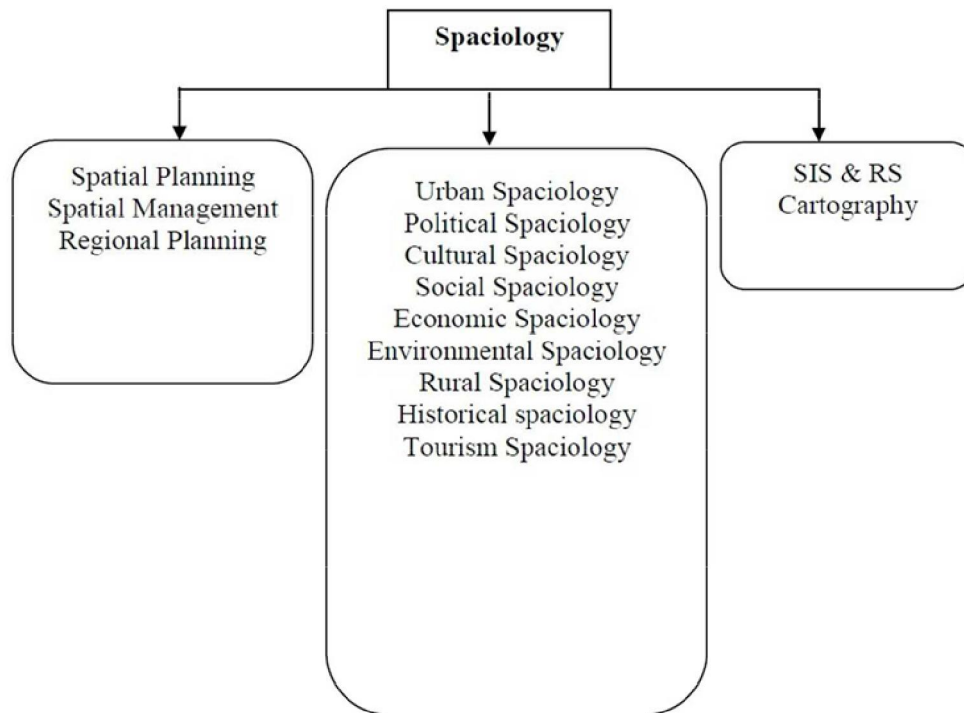 Spaciology
Spatial Planning
Spatial Management
Regional Planning
Urban Spaciology
Political Spaciology
Cultural Spaciology
Social Spaciology
Economic Spaciology
Environmental Spaciology
Rural Spaciology
Historical spaciology
Tourism Spaciology
SIS & RS
Cartography